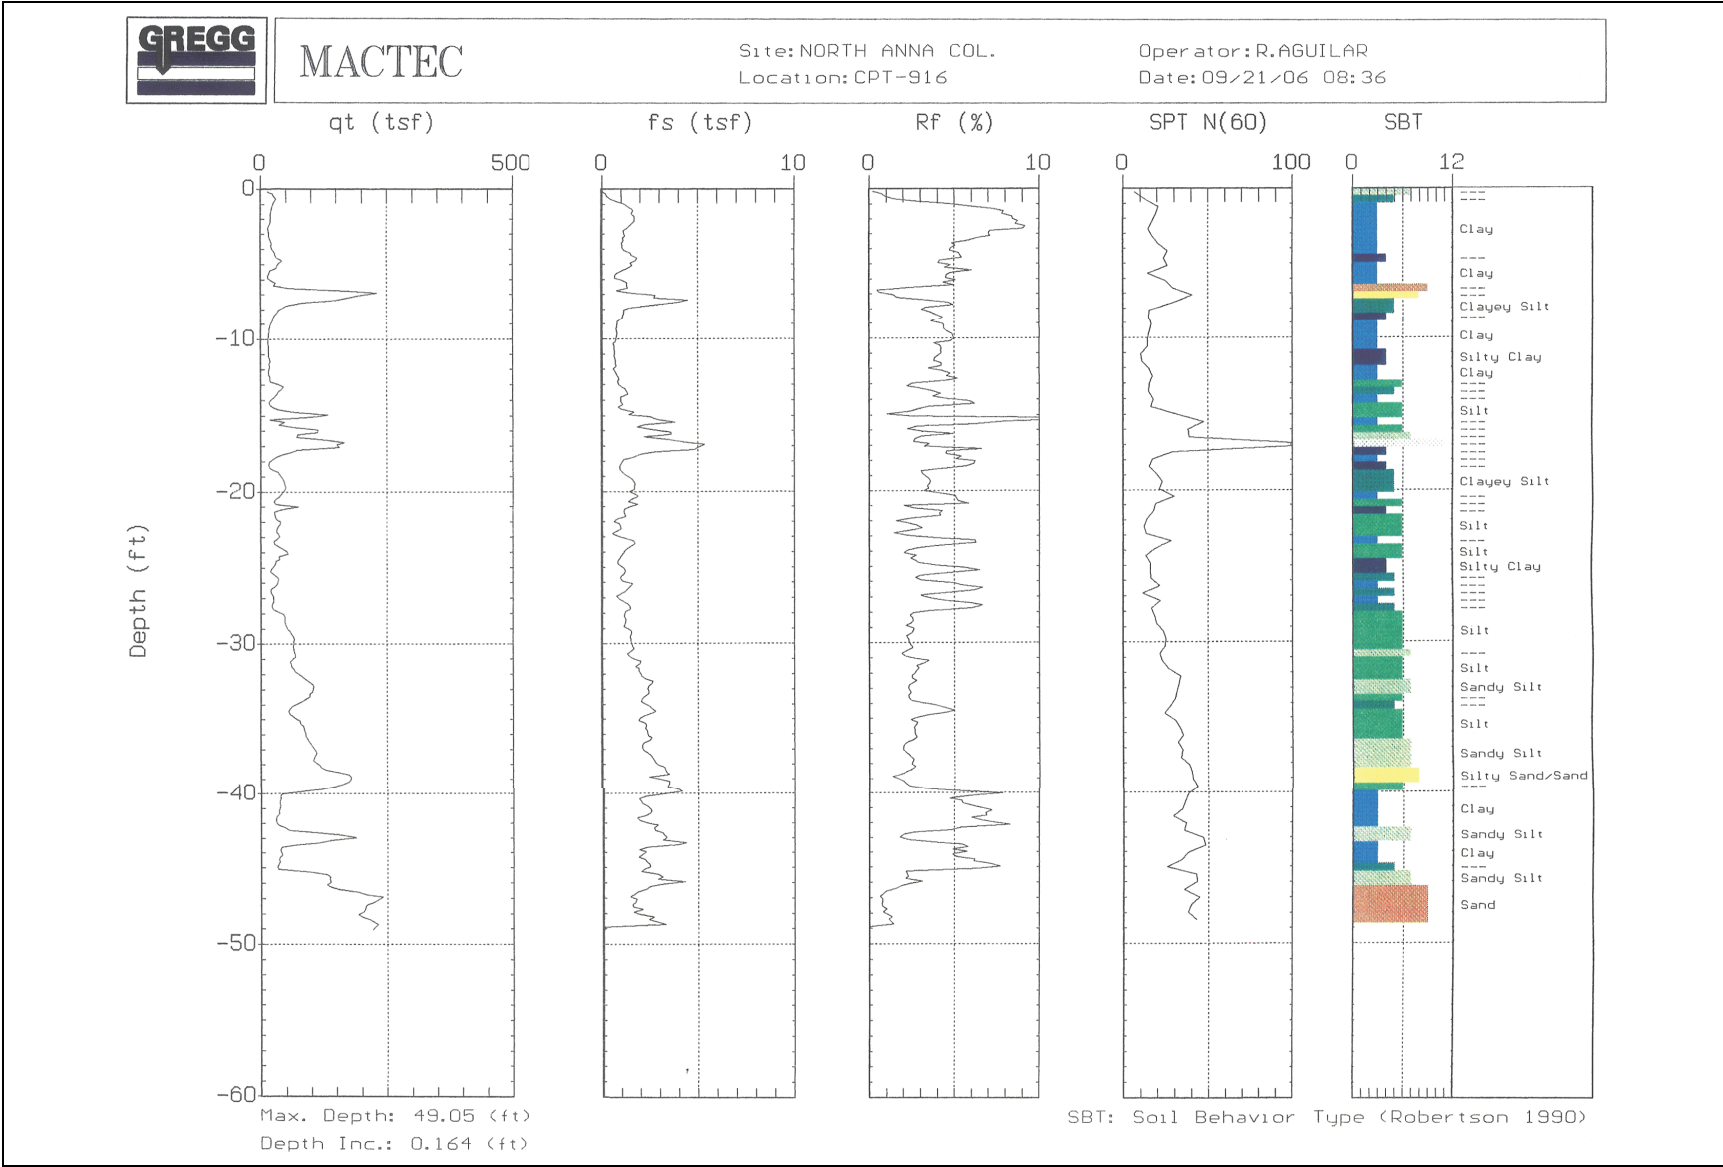 GREGG
MACTEC
Site:NORTH ANNA COL.
Operator:R.AGUILAR
Location:CPT-916
Date:09/21/06 08:36
qt (tsf)
fs (tsf)
Rf (%)
SPT N(60)
SBT
0 500
0 10
0 10
0 100
0 12
0
-10
-20
-30
-40
-50
-60
Depth (ft)
---
---
Clay
---
Clay
---
---
Clayey Silt
---
Clay
Silty Clay
Clay
---
---
---
Silt
---
---
---
---
---
---
---
Clayey Silt
---
---
---
Silt
---
Silt
Silty Clay
---
---
---
---
Silt
---
Silt
Sandy Silt
---
---
Silt
Sandy Silt
Silty Sand/Sand
---
Clay
Sandy Silt
Clay
---
Sandy Silt
Sand
Max. Depth: 49.05 (ft)
Depth Inc.: 0.164 (ft)
SBT: Soil Behavior Type (Robertson 1990)